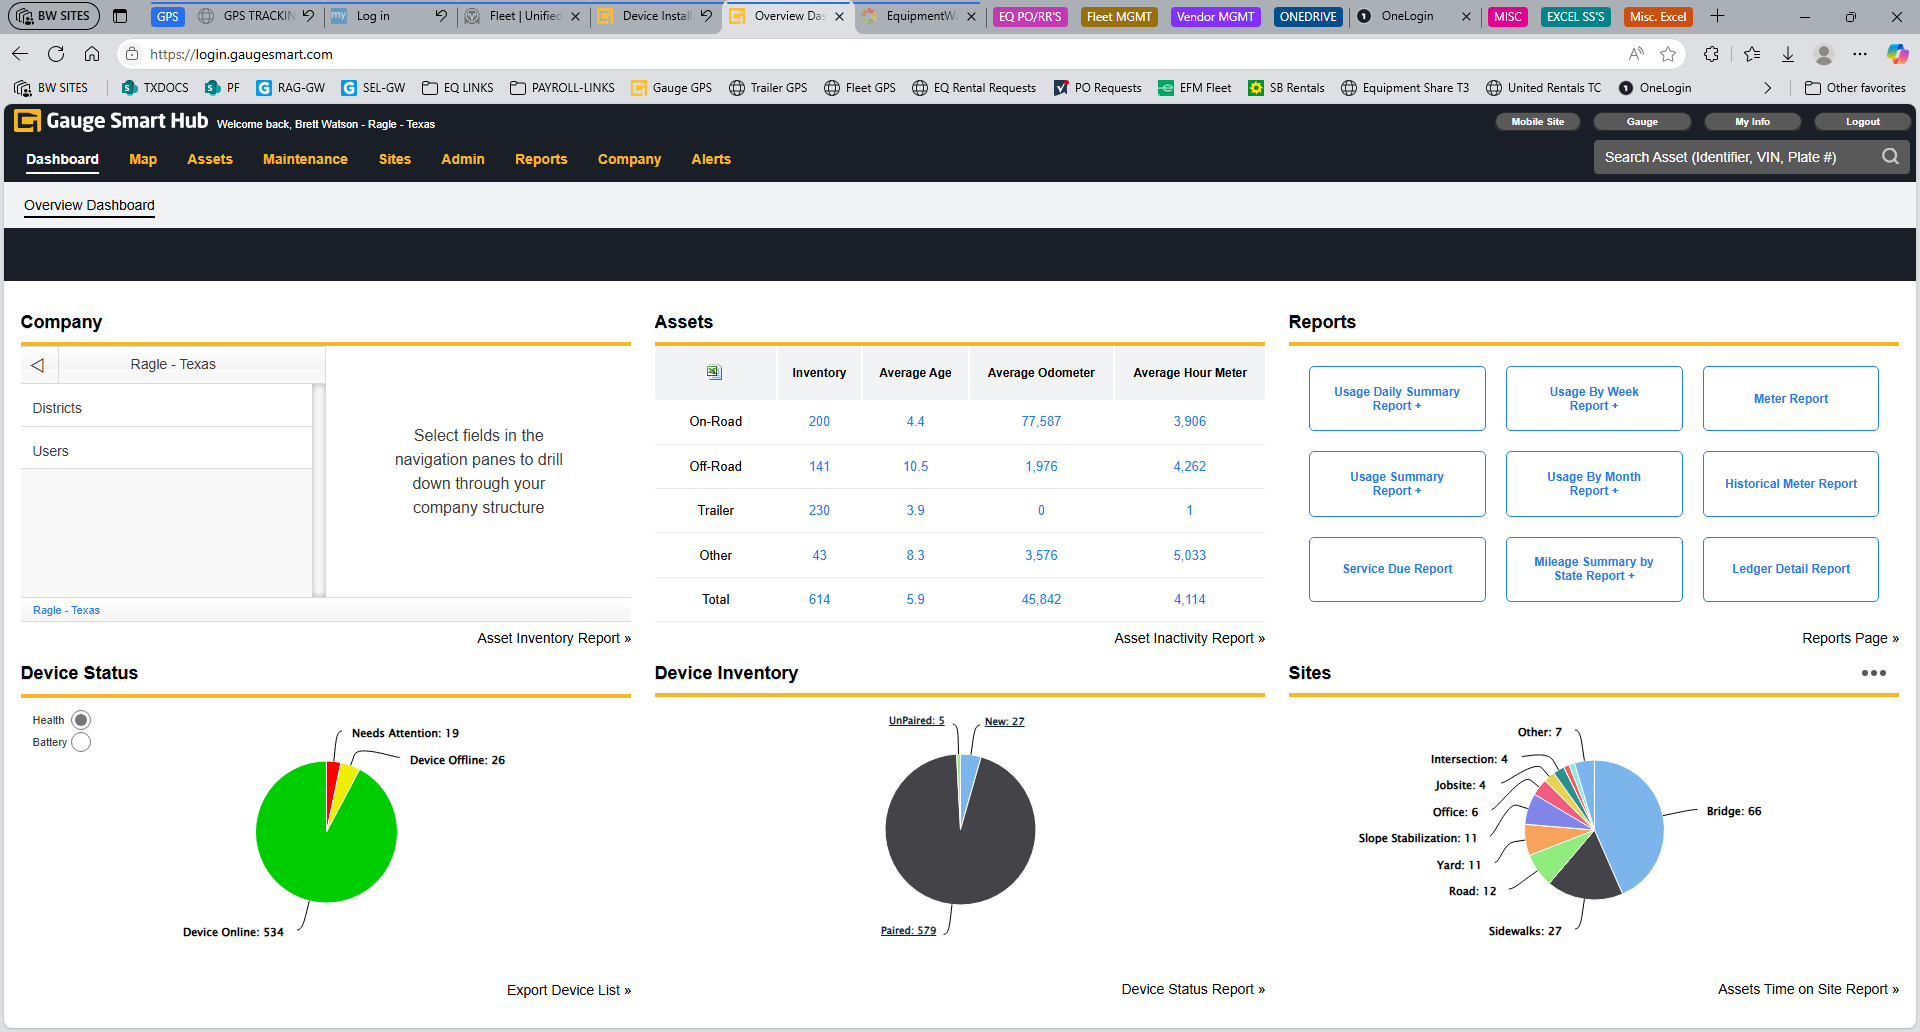 BW SITES
GPS
GPS TRACKIN
Log in
Fleet | Unified
Device Install
Overview Das
EquipmentWa
EQ PO/RR'S
Fleet MGMT
Vendor MGMT
ONEDRIVE
OneLogin
MISC
EXCEL SS'S
Misc. Excel
https://login.gaugesmart.com
BW SITES
TXDOCS
PF
RAG-GW
SEL-GW
EQ LINKS
PAYROLL-LINKS
Gauge GPS
Trailer GPS
Fleet GPS
EQ Rental Requests
PO Requests
EFM Fleet
SB Rentals
Equipment Share T3
United Rentals TC
OneLogin
Other favorites
Gauge Smart Hub Welcome back, Brett Watson - Ragle - Texas
Mobile Site
Gauge
My Info
Logout
Dashboard
Map
Assets
Maintenance
Sites
Admin
Reports
Company
Alerts
Search Asset (Identifier, VIN, Plate #)
Overview Dashboard
Company
Ragle - Texas
Districts
Users
Select fields in the
navigation panes to drill
down through your
company structure
Ragle - Texas
Asset Inventory Report »
Assets
Inventory Average Age Average Odometer Average Hour Meter
On-Road 200 4.4 77,587 3,906
Off-Road 141 10.5 1,976 4,262
Trailer 230 3.9 0 1
Other 43 8.3 3,576 5,033
Total 614 5.9 45,842 4,114
Asset Inactivity Report »
Reports
Usage Daily Summary
Report +
Usage By Week
Report +
Meter Report
Usage Summary
Report +
Usage By Month
Report +
Historical Meter Report
Service Due Report
Mileage Summary by
State Report +
Ledger Detail Report
Reports Page »
Device Status
Health
Battery
Needs Attention: 19
Device Offline: 26
Device Online: 534
Export Device List »
Device Inventory
UnPaired: 5
New: 27
Paired: 579
Device Status Report »
Sites
Other: 7
Intersection: 4
Jobsite: 4
Office: 6
Slope Stabilization: 11
Yard: 11
Road: 12
Sidewalks: 27
Bridge: 66
Assets Time on Site Report »